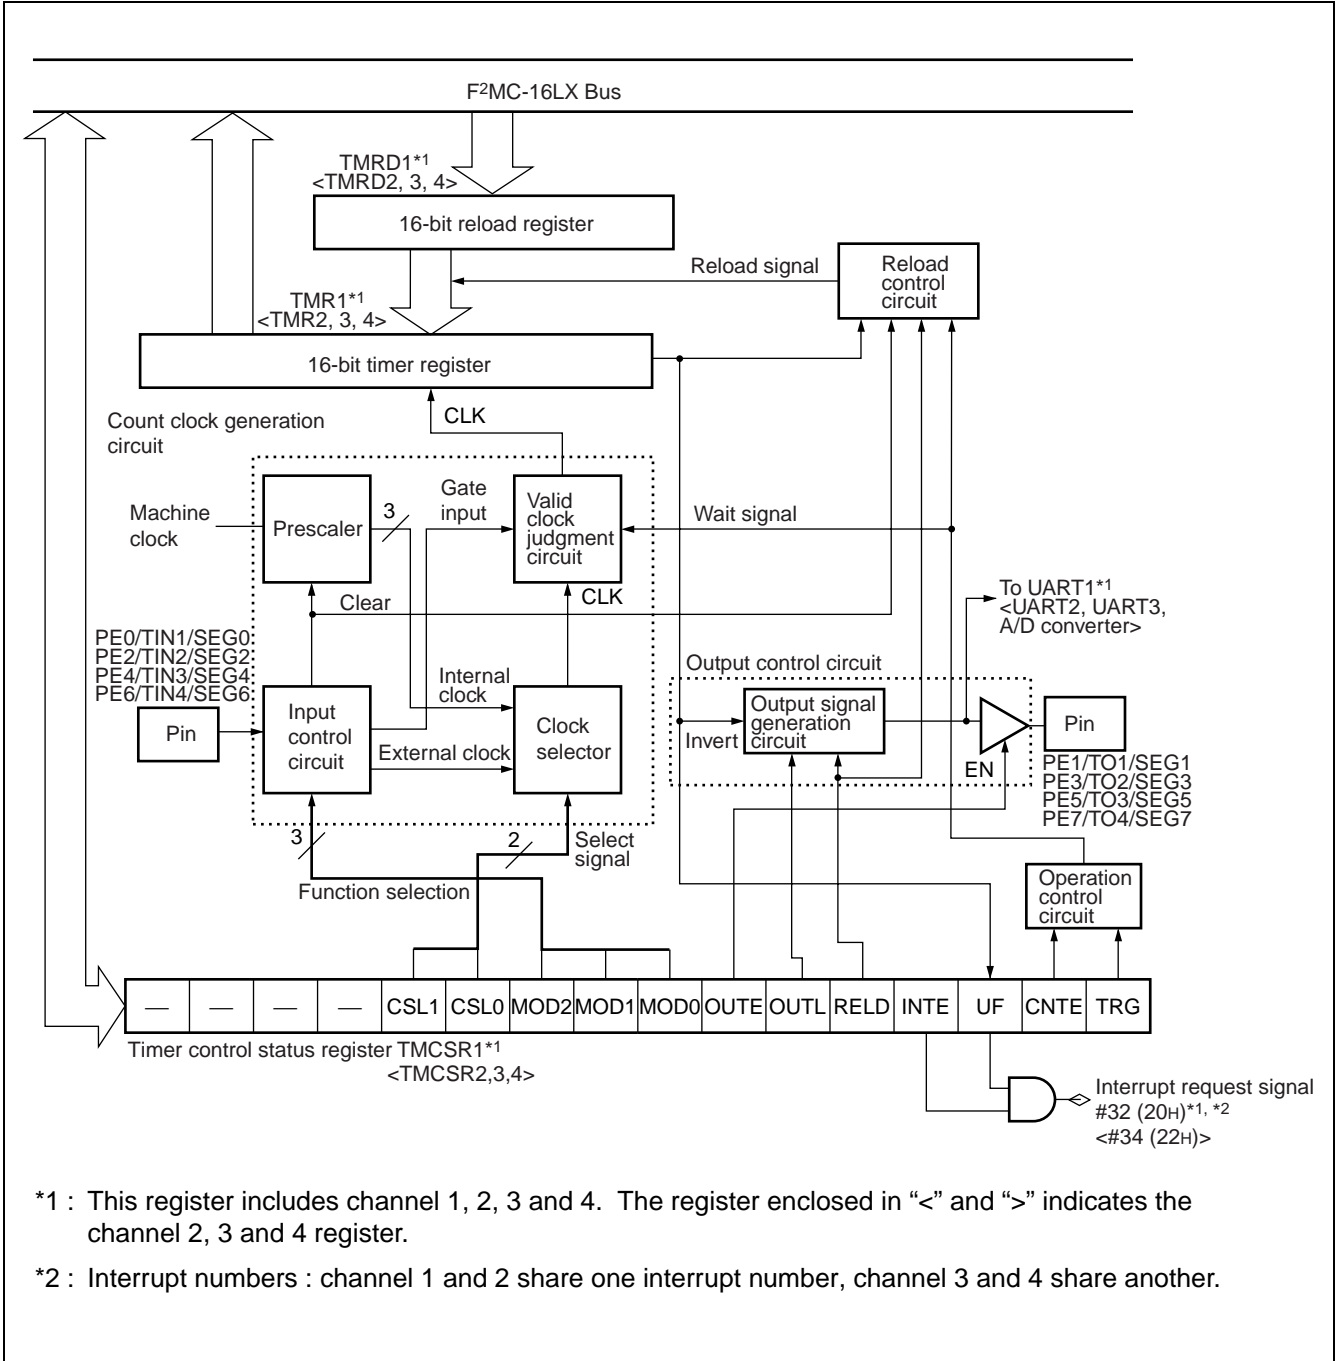 F²MC-16LX Bus
TMRD1*1
<TMRD2, 3, 4>
16-bit reload register
Reload signal
Reload
control
circuit
TMR1*1
<TMR2, 3, 4>
16-bit timer register
CLK
Count clock generation
circuit
Machine
clock
Prescaler
3
Gate
input
Valid
clock
judgment
circuit
Wait signal
CLK
Clear
To UART1*1
<UART2, UART3,
A/D converter>
PE0/TIN1/SEG0
PE2/TIN2/SEG2
PE4/TIN3/SEG4
PE6/TIN4/SEG6
Pin
Input
control
circuit
Internal
clock
External clock
Clock
selector
Output control circuit
Output signal
generation
circuit
Invert
EN
Pin
PE1/TO1/SEG1
PE3/TO2/SEG3
PE5/TO3/SEG5
PE7/TO4/SEG7
3
2
Select
signal
Function selection
Operation
control
circuit
— — — — CSL1 CSL0 MOD2 MOD1 MOD0 OUTE OUTL RELD INTE UF CNTE TRG
Timer control status register TMCSR1*1
<TMCSR2,3,4>
Interrupt request signal
#32 (20H)*1, *2
<#34 (22H)>
*1 : This register includes channel 1, 2, 3 and 4. The register enclosed in “<” and “>” indicates the
channel 2, 3 and 4 register.
*2 : Interrupt numbers : channel 1 and 2 share one interrupt number, channel 3 and 4 share another.